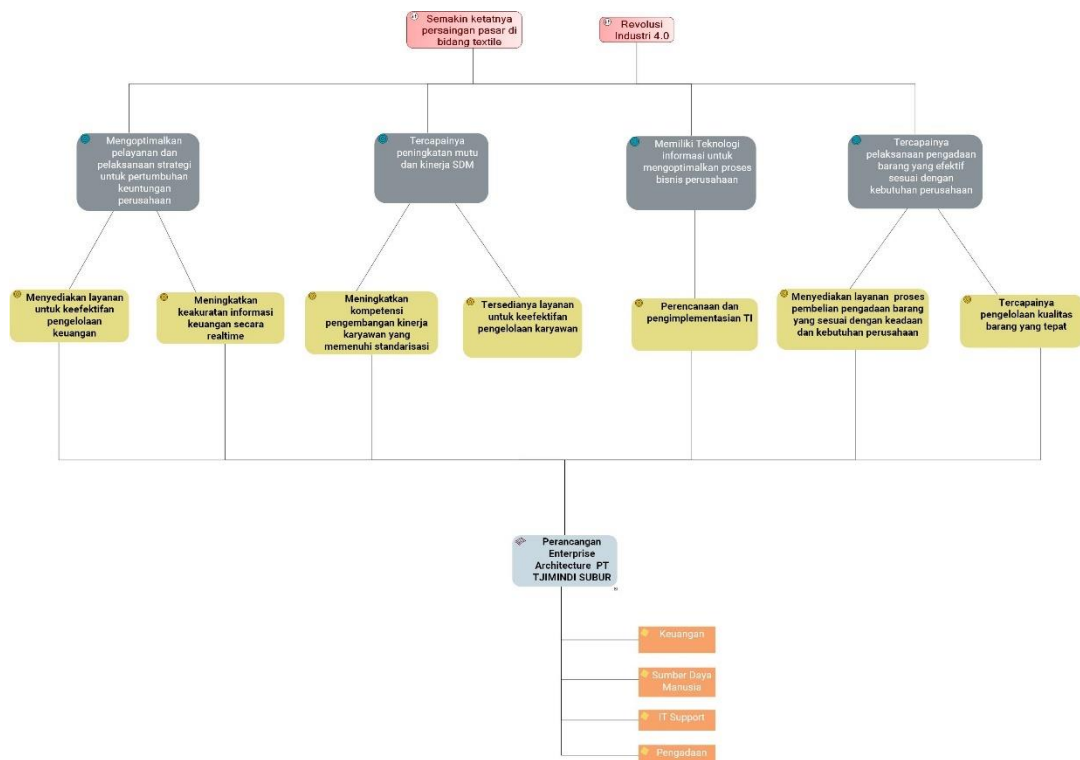 Semakin ketatnya
persaingan pasar di
bidang textile
Revolusi
Industri 4.0
Mengoptimalkan
pelayanan dan
pelaksanaan strategi
untuk pertumbuhan
keuntungan
perusahaan
Tercapainya
peningkatan mutu
dan kinerja SDM
Memiliki Teknologi
informasi untuk
mengoptimalkan proses
bisnis perusahaan
Tercapainya
pelaksanaan pengadaan
barang yang efektif
sesuai dengan
kebutuhan perusahaan
Menyediakan layanan
untuk keefektifan
pengelolaan
keuangan
Meningkatkan
keakuratan informasi
keuangan secara
realtime
Meningkatkan
kompetensi
pengembangan kinerja
karyawan yang
memenuhi standarisasi
Tersedianya layanan
untuk keefektifan
pengelolaan karyawan
Perencanaan dan
pengimplementasian TI
Menyediakan layanan proses
pembelian pengadaan barang
yang sesuai dengan keadaan
dan kebutuhan perusahaan
Tercapainya
pengelolaan kualitas
barang yang tepat
Perancangan
Enterprise
Architecture PT
TJIMINDI SUBUR
Keuangan
Sumber Daya
Manusia
IT Support
Pengadaan